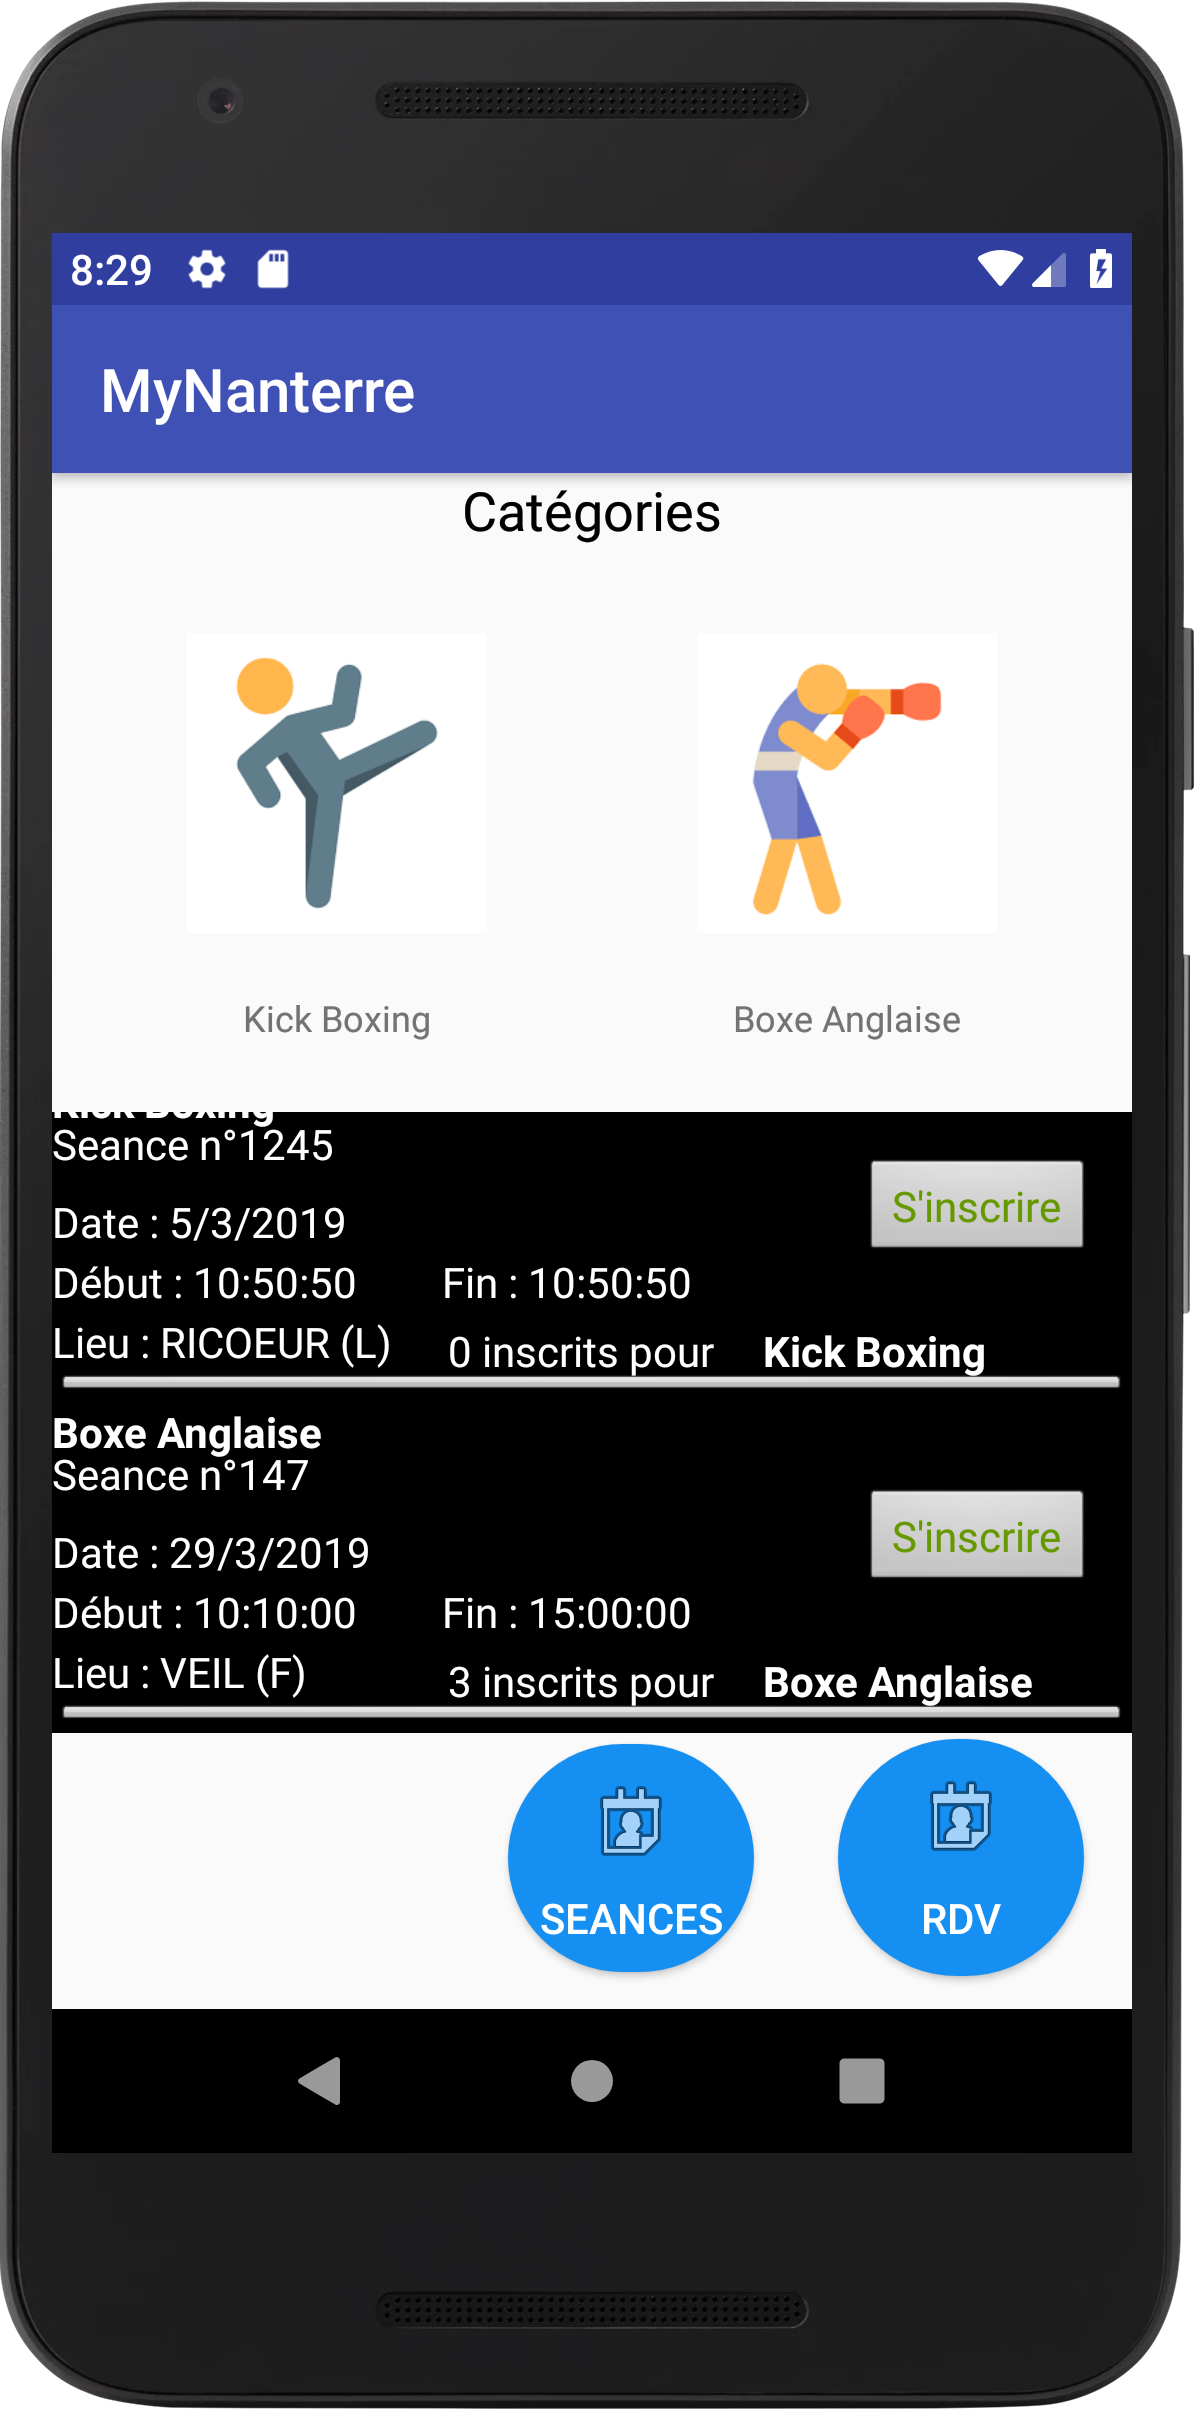 8:29
MyNanterre
Catégories
Kick Boxing Boxe Anglaise
Kick Boxing
Seance n°1245
S'inscrire
Date : 5/3/2019
Début : 10:50:50 Fin : 10:50:50
Lieu : RICOEUR (L) 0 inscrits pour Kick Boxing
Boxe Anglaise
Seance n°147
S'inscrire
Date : 29/3/2019
Début : 10:10:00 Fin : 15:00:00
Lieu : VEIL (F) 3 inscrits pour Boxe Anglaise
SEANCES RDV